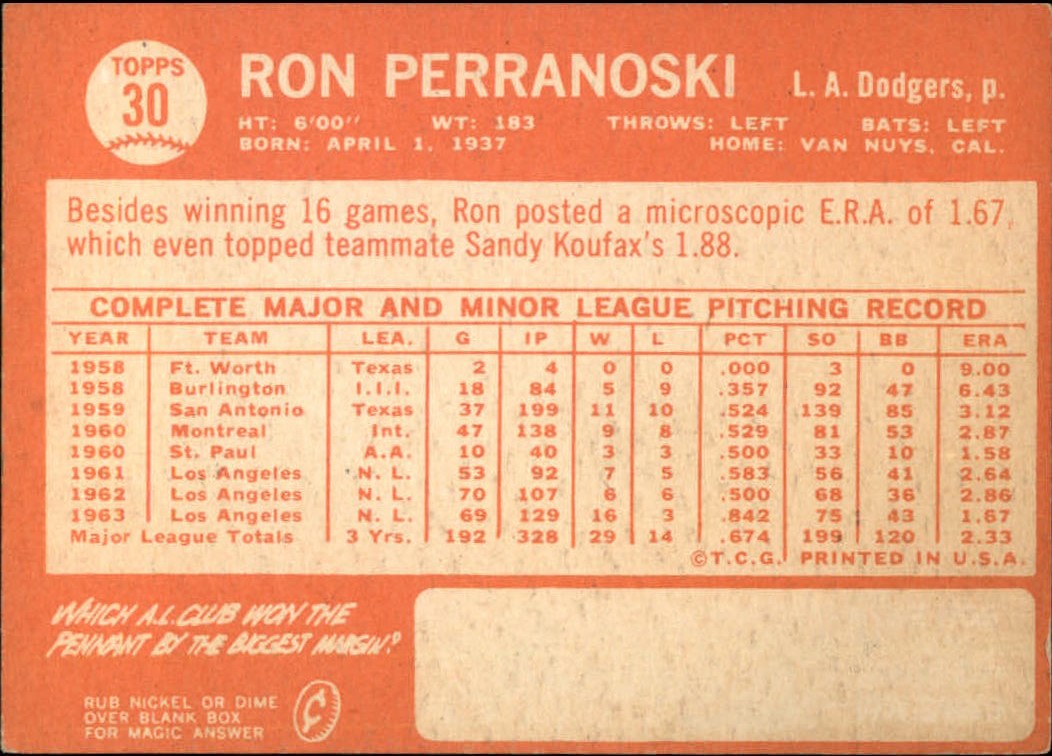 TOPPS
30
RON PERRANOSKI L. A. Dodgers, p.
HT: 6'00" WT: 183 THROWS: LEFT BATS: LEFT
BORN: APRIL 1, 1937 HOME: VAN NUYS, CAL.
Besides winning 16 games, Ron posted a microscopic E.R.A. of 1.67,
which even topped teammate Sandy Koufax's 1.88.
COMPLETE MAJOR AND MINOR LEAGUE PITCHING RECORD
YEAR TEAM LEA. G IP W L PCT SO BB ERA
1958 Ft. Worth Texas 2 4 0 0 .000 3 0 9.00
1958 Burlington I.I.I. 18 84 5 9 .357 92 47 6.43
1959 San Antonio Texas 37 199 11 10 .524 139 85 3.12
1960 Montreal Int. 47 138 9 8 .529 81 53 2.87
1960 St. Paul A.A. 10 40 3 3 .500 33 10 1.58
1961 Los Angeles N. L. 53 92 7 5 .583 56 41 2.64
1962 Los Angeles N. L. 70 107 6 6 .500 68 36 2.86
1963 Los Angeles N. L. 69 129 16 3 .842 75 43 1.67
Major League Totals 3 Yrs. 192 328 29 14 .674 199 120 2.33
©T.C.G. PRINTED IN U.S.A.
WHICH A.L. CLUB WON THE
PENNANT BY THE BIGGEST MARGIN?
RUB NICKEL OR DIME
OVER BLANK BOX
FOR MAGIC ANSWER
¢